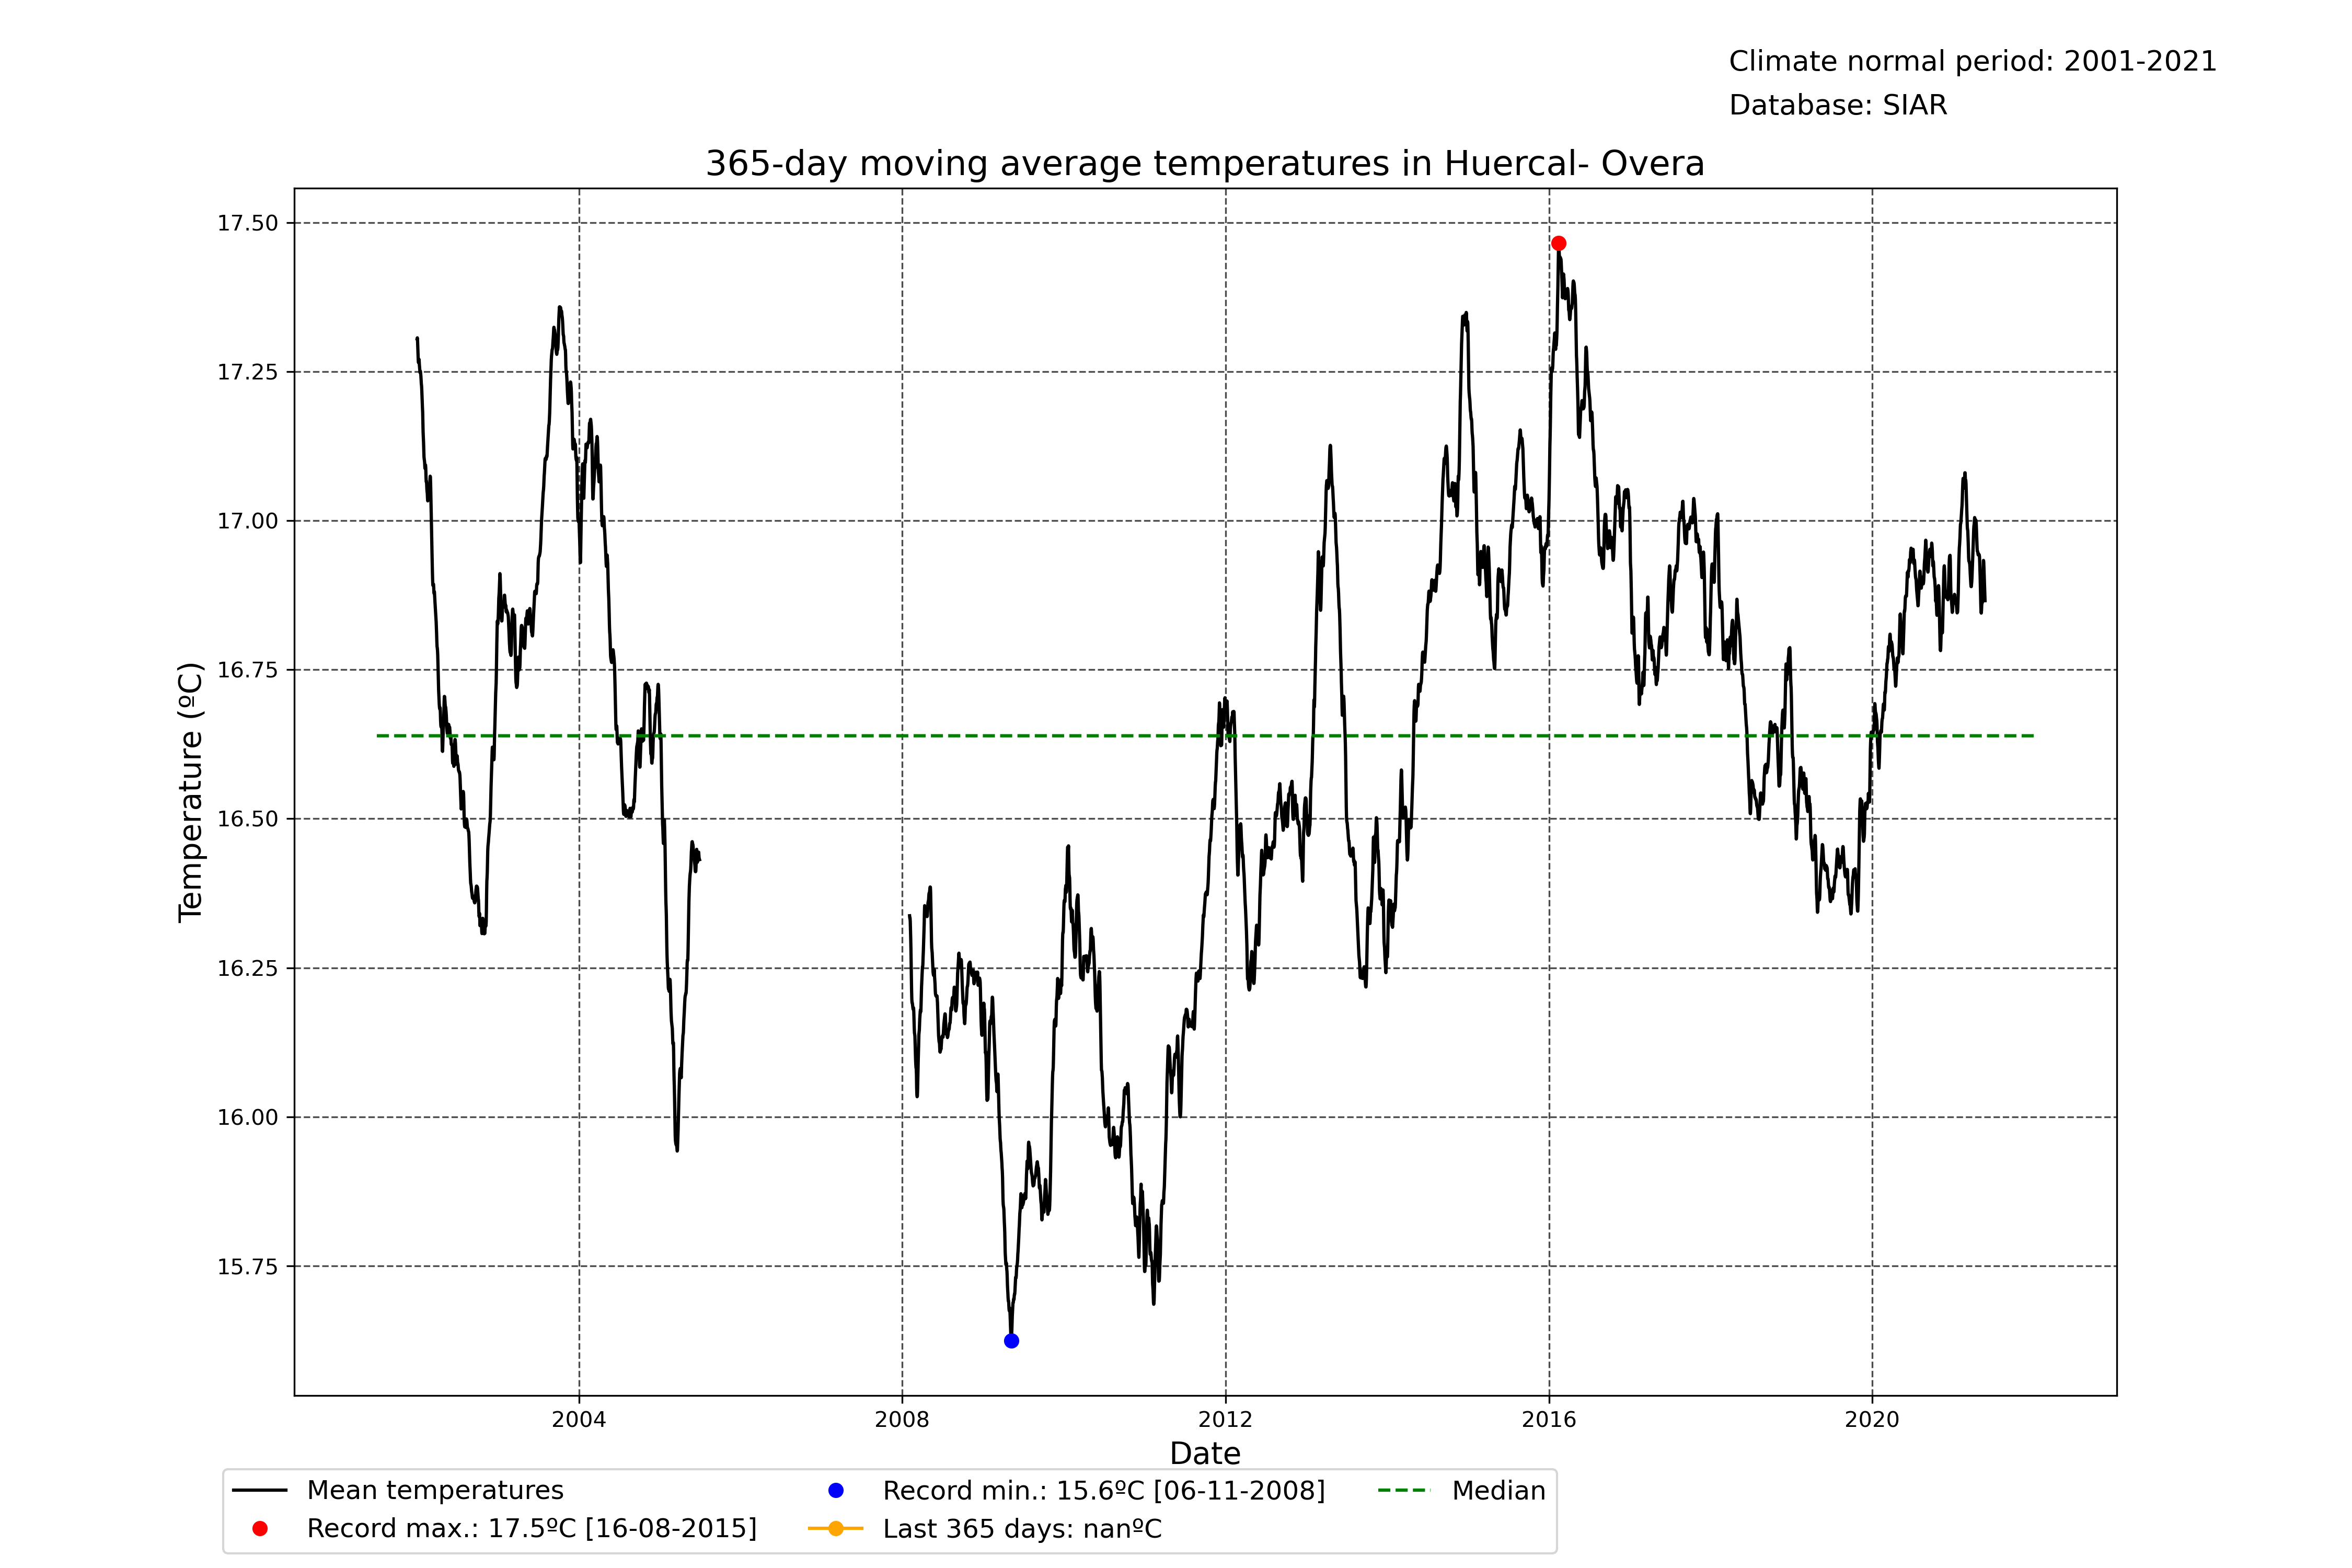 Climate normal period: 2001-2021
Database: SIAR
365-day moving average temperatures in Huercal- Overa
17.50
17.25
17.00
16.75
16.50
16.25
16.00
15.75
Temperature (ºC)
2004
2008
2012
2016
2020
Date
Mean temperatures
Record max.: 17.5ºC [16-08-2015]
Record min.: 15.6ºC [06-11-2008]
Last 365 days: nanºC
Median